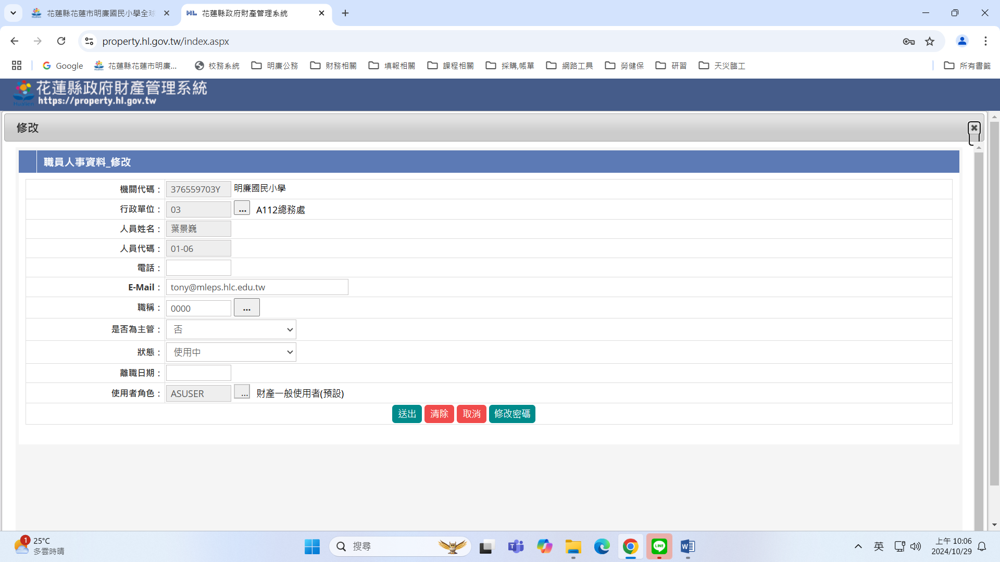 花蓮縣花蓮市明廉國民小學全球
花蓮縣政府財產管理系統
property.hl.gov.tw/index.aspx
Google 花蓮縣花蓮市明廉... 校務系統 明廉公務 財務相關 填報相關 課程相關 採購,帳單 網路工具 勞健保 研習 天災臨工 所有書籤
花蓮縣政府財產管理系統
https://property.hl.gov.tw
修改
職員人事資料_修改
機關代碼： 376559703Y 明廉國民小學
行政單位： 03 ... A112總務處
人員姓名： 葉景巍
人員代碼： 01-06
電話：
E-Mail： tony@mleps.hlc.edu.tw
職稱： 0000 ...
是否為主管： 否
狀態： 使用中
離職日期：
使用者角色： ASUSER ... 財產一般使用者(預設)
送出 清除 取消 修改密碼
1 25°C
多雲時晴
搜尋
LINE
英
上午 10:06
2024/10/29